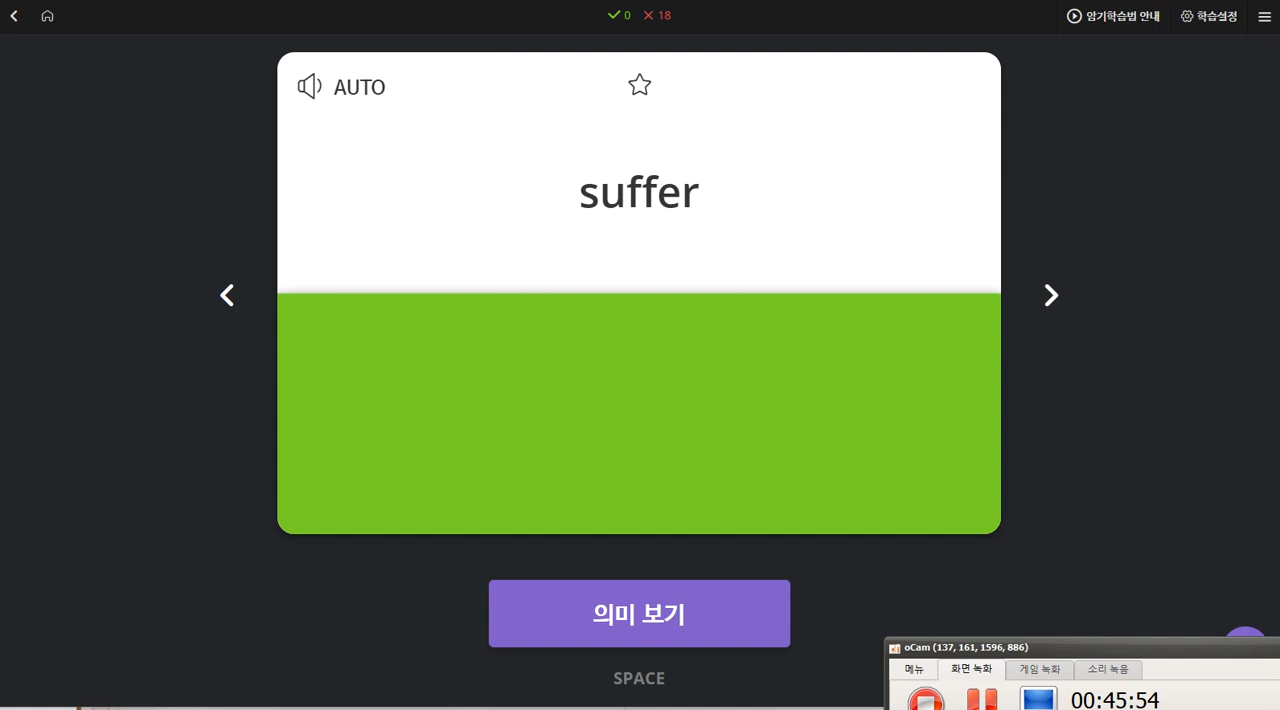 0 18 암기학습법 안내 학습설정
AUTO
suffer
의미 보기
SPACE
oCam (137, 161, 1596, 886)
메뉴 화면 녹화 게임 녹화 소리 녹음
00:45:54